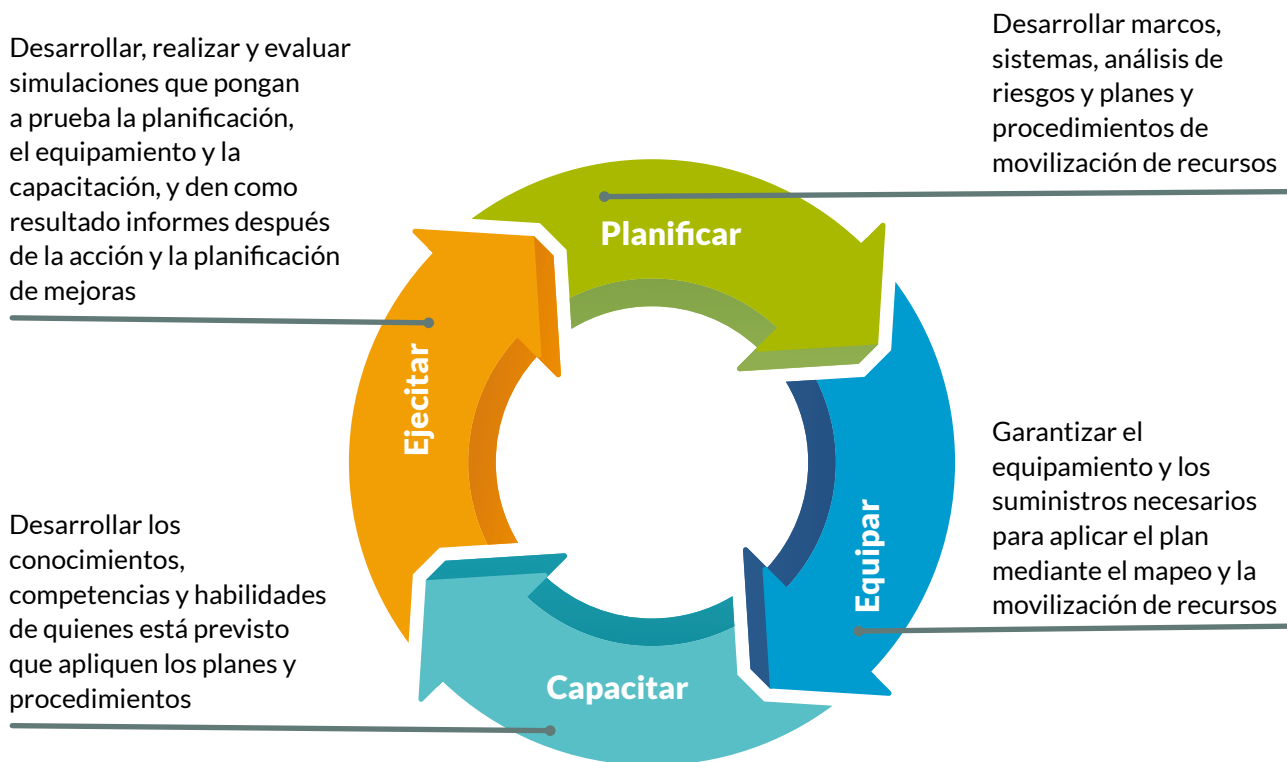 Desarrollar, realizar y evaluar
simulaciones que pongan
a prueba la planificación,
el equipamiento y la
capacitación, y den como
resultado informes después
de la acción y la planificación
de mejoras
Desarrollar marcos,
sistemas, análisis de
riesgos y planes y
procedimientos de
movilización de recursos
Planificar
Ejecitar
Equipar
Capacitar
Garantizar el
equipamiento y los
suministros necesarios
para aplicar el plan
mediante el mapeo y la
movilización de recursos
Desarrollar los
conocimientos,
competencias y habilidades
de quienes está previsto
que apliquen los planes y
procedimientos